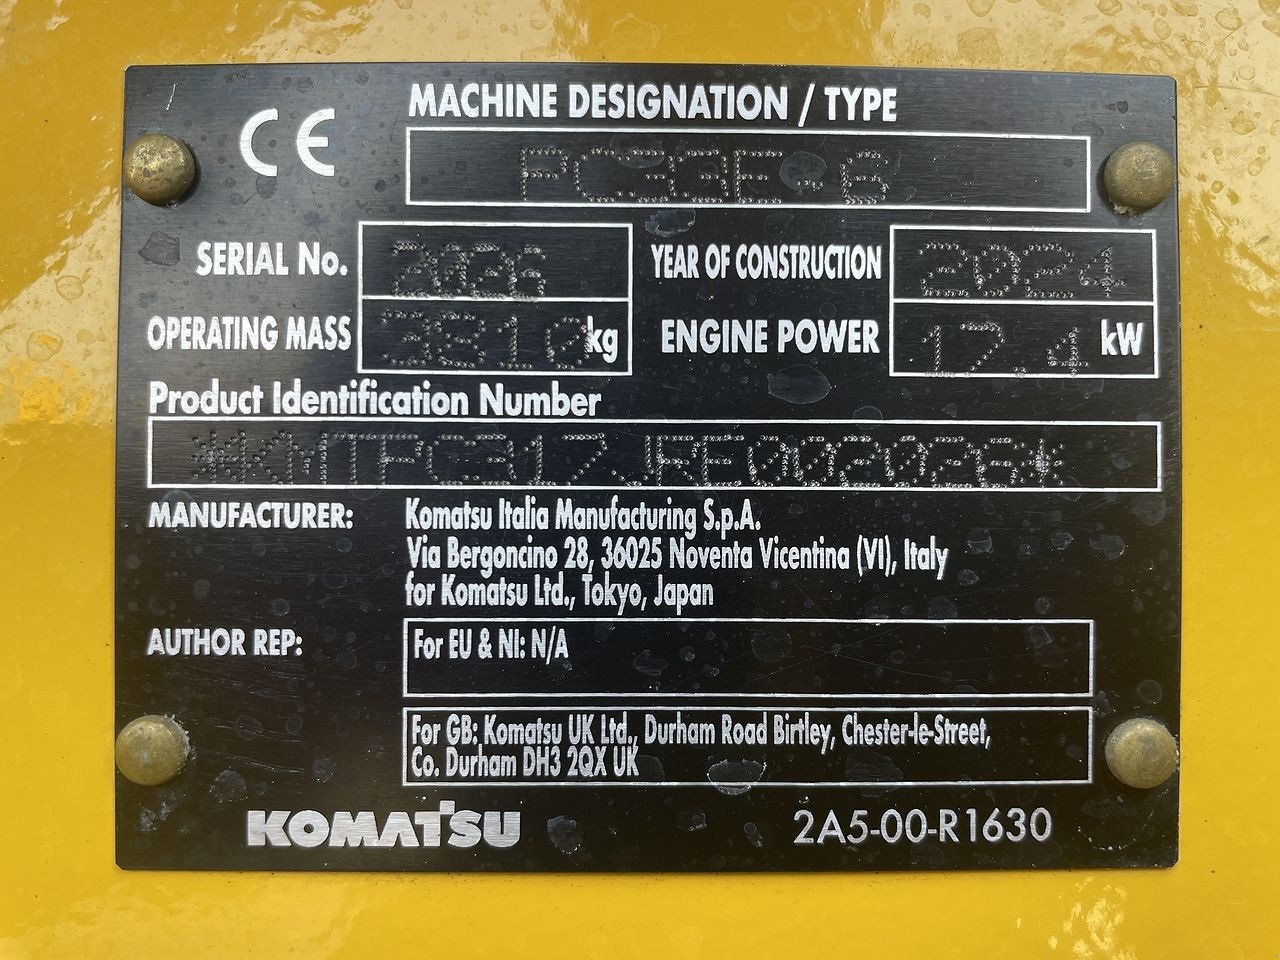 CE
MACHINE DESIGNATION / TYPE
PC33E-6
SERIAL No. 2026 YEAR OF CONSTRUCTION 2024
OPERATING MASS 3810 kg ENGINE POWER 17.4 kW
Product Identification Number
*KMTPC317JRE002026*
MANUFACTURER: Komatsu Italia Manufacturing S.p.A.
Via Bergoncino 28, 36025 Noventa Vicentina (VI), Italy
for Komatsu Ltd., Tokyo, Japan
AUTHOR REP: For EU & NI: N/A
For GB: Komatsu UK Ltd., Durham Road Birtley, Chester-le-Street,
Co. Durham DH3 2QX UK
KOMATSU 2A5-00-R1630